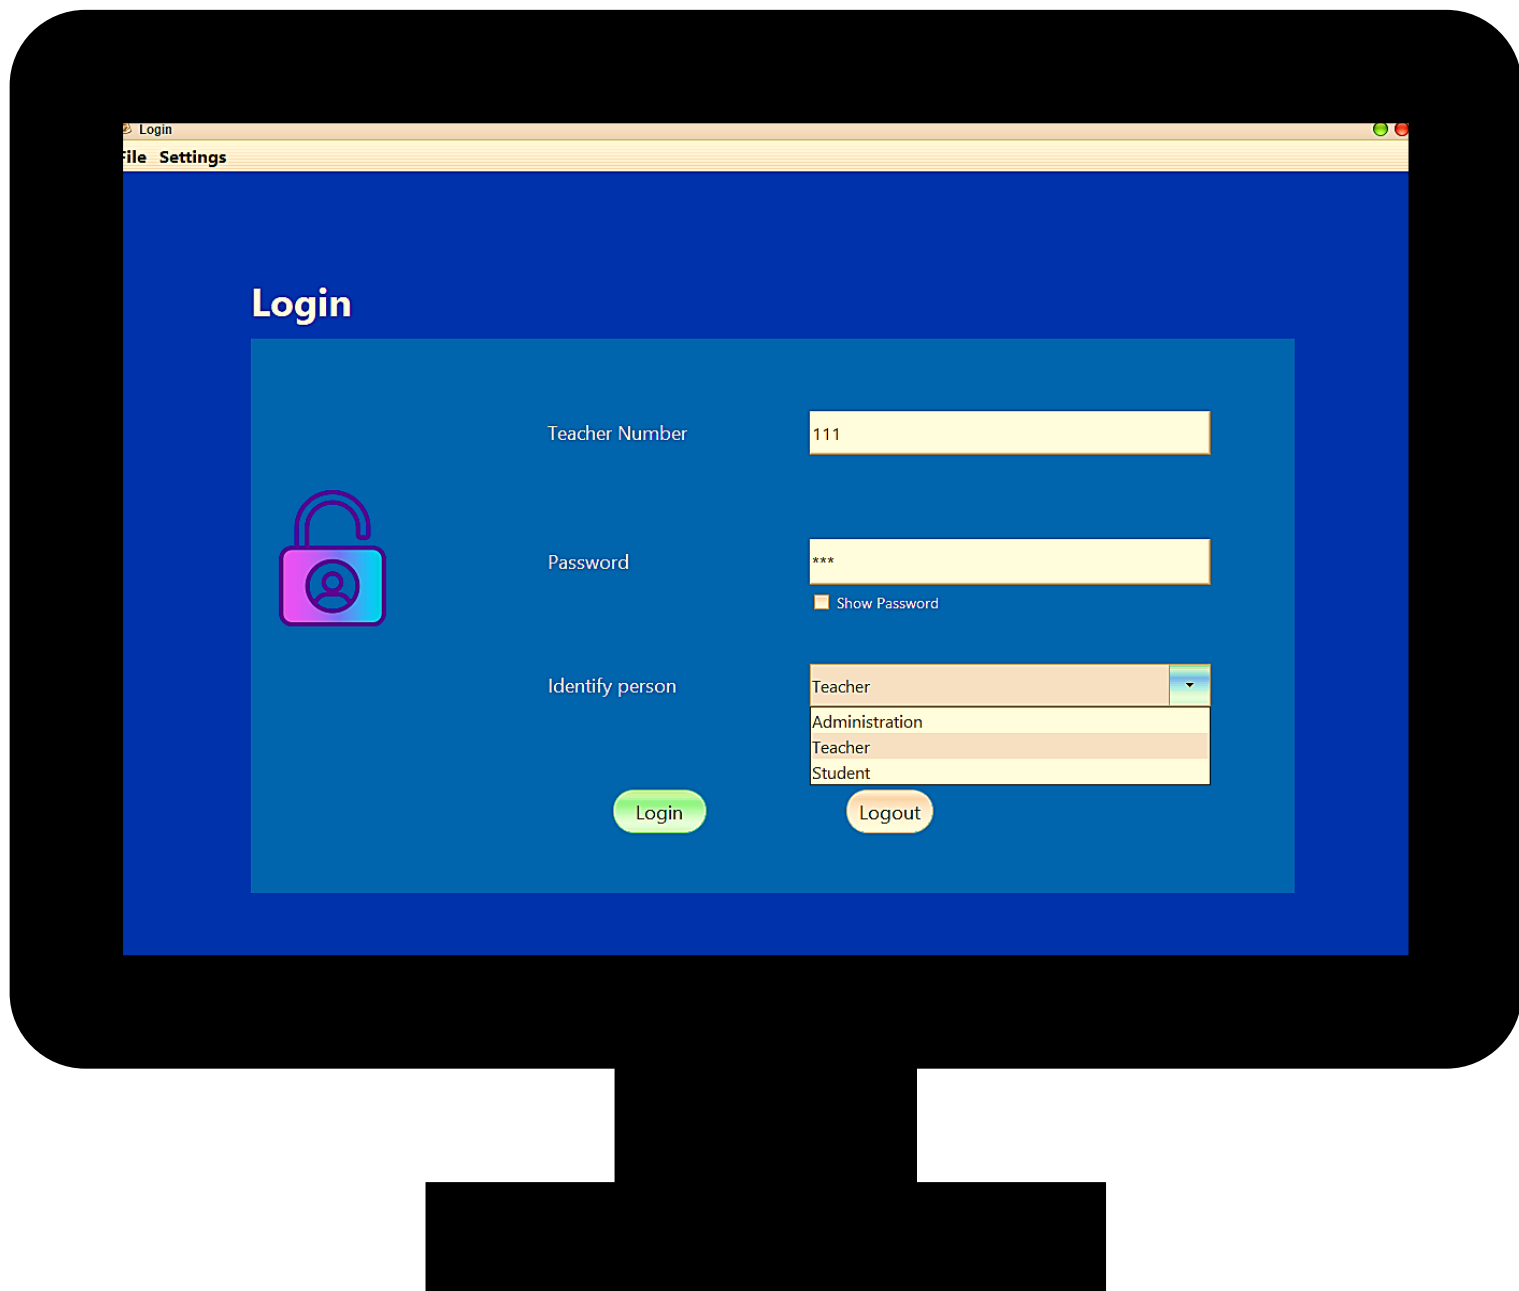 Login
File Settings
Login
Teacher Number 111
Password ***
Show Password
Identify person Teacher
Administration
Teacher
Student
Login Logout